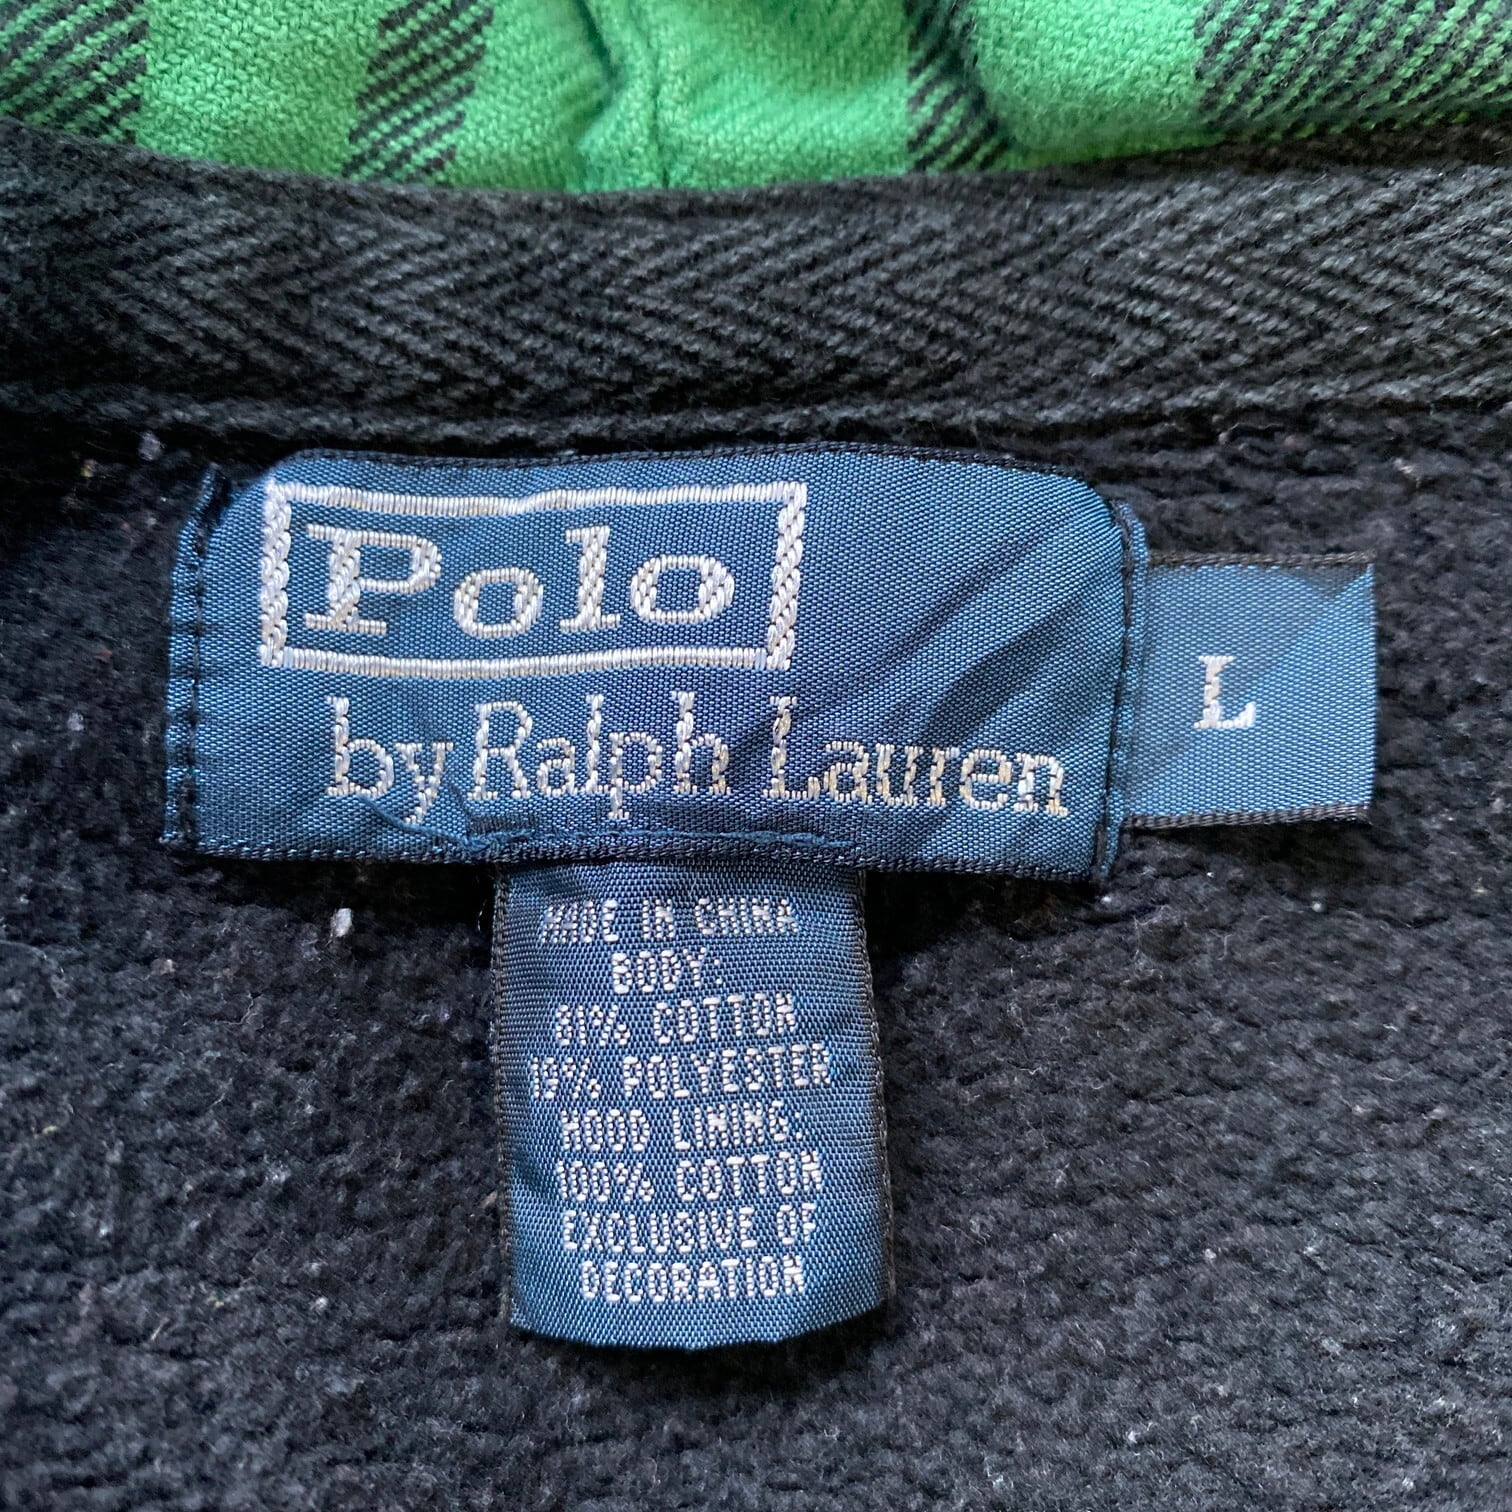 Polo
by Ralph Lauren
L
MADE IN CHINA
BODY:
81% COTTON
19% POLYESTER
HOOD LINING:
100% COTTON
EXCLUSIVE OF
DECORATION